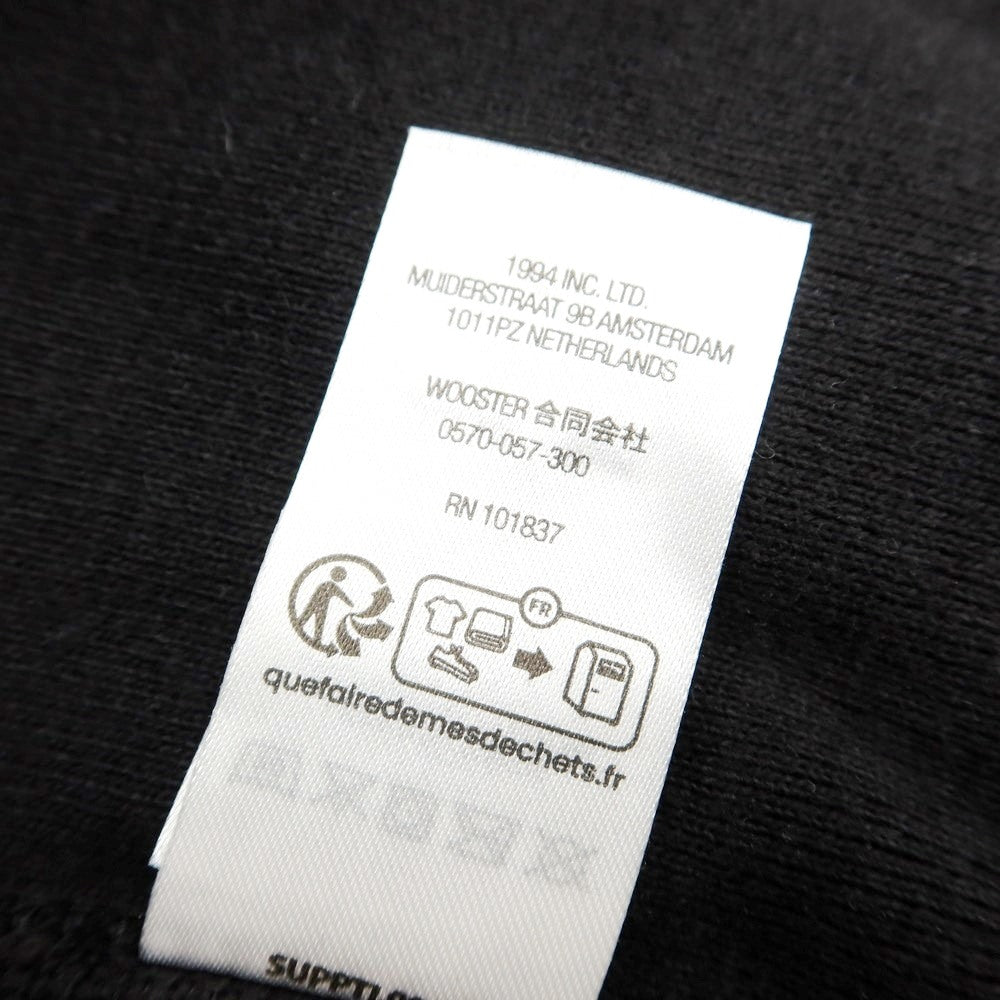 1994 INC. LTD.
MUIDERSTRAAT 9B AMSTERDAM
1011PZ NETHERLANDS
WOOSTER 合同会社
0570-057-300
RN 101837
FR
quefairedemesdechets.fr